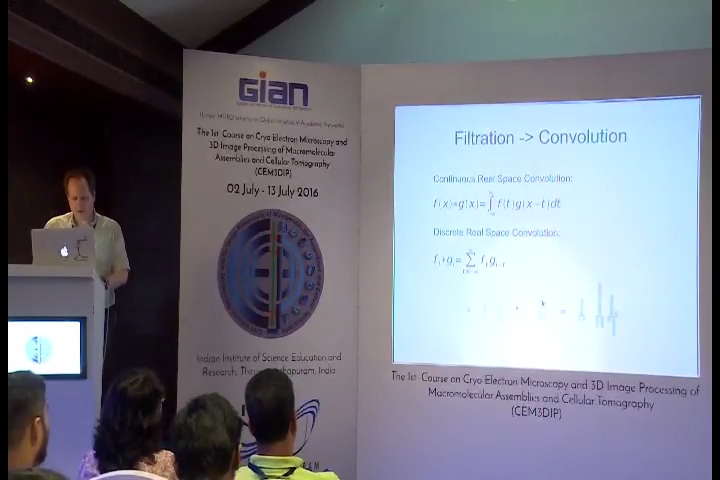 GIAN
The 1st Course on Cryo Electron Microscopy and
3D Image Processing of Macromolecular
Assemblies and Cellular Tomography
(CEM3DIP)
02 July - 13 July 2016
Indian Institute of Science Education and
Research, India
Filtration -> Convolution
Continuous Real Space Convolution:
Discrete Real Space Convolution:
The 1st Course on Cryo Electron Microscopy and 3D Image Processing of
Macromolecular Assemblies and Cellular Tomography
(CEM3DIP)